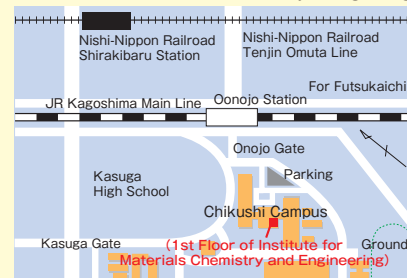 Nishi-Nippon Railroad
Shirakibaru Station
Nishi-Nippon Railroad
Tenjin Omuta Line
For Futsukaichi
JR Kagoshima Main Line
Oonojo Station
Onojo Gate
Parking
Kasuga
High School
Chikushi Campus
Kasuga Gate
(1st Floor of Institute for
Materials Chemistry and Engineering)
Ground